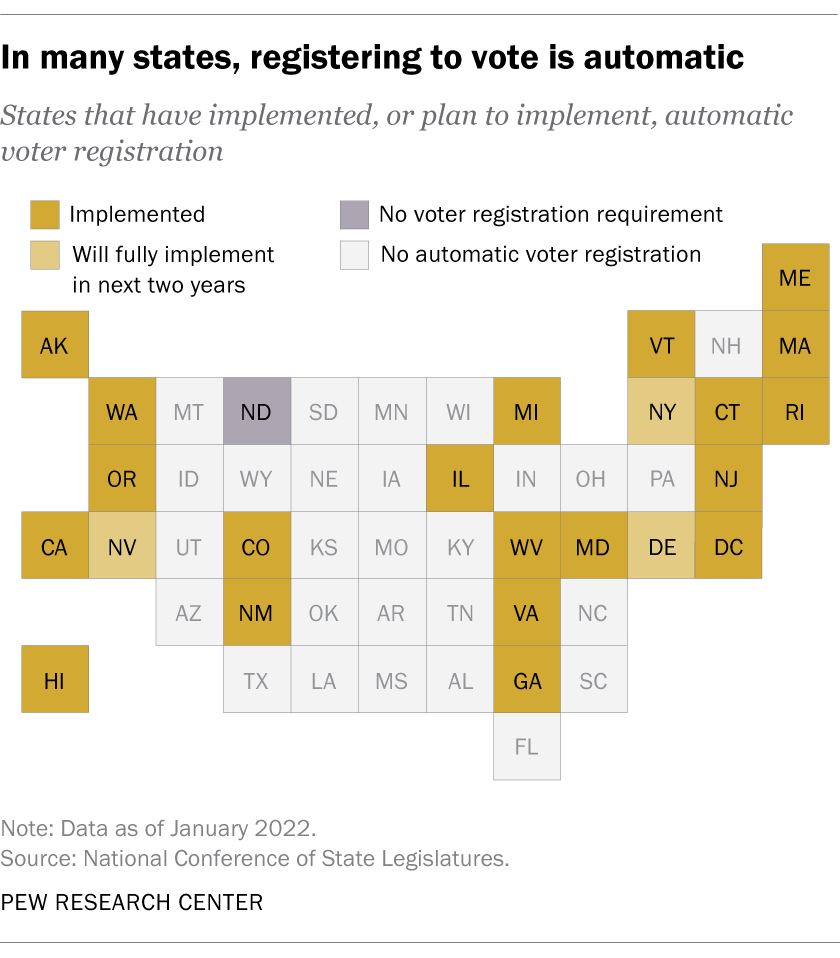 In many states, registering to vote is automatic
States that have implemented, or plan to implement, automatic
voter registration
Implemented
No voter registration requirement
Will fully implement
in next two years
No automatic voter registration
ME
AK VT NH MA
WA MT ND SD MN WI MI NY CT RI
OR ID WY NE IA IL IN OH PA NJ
CA NV UT CO KS MO KY WV MD DE DC
AZ NM OK AR TN VA NC
HI TX LA MS AL GA SC
FL
Note: Data as of January 2022.
Source: National Conference of State Legislatures.
PEW RESEARCH CENTER